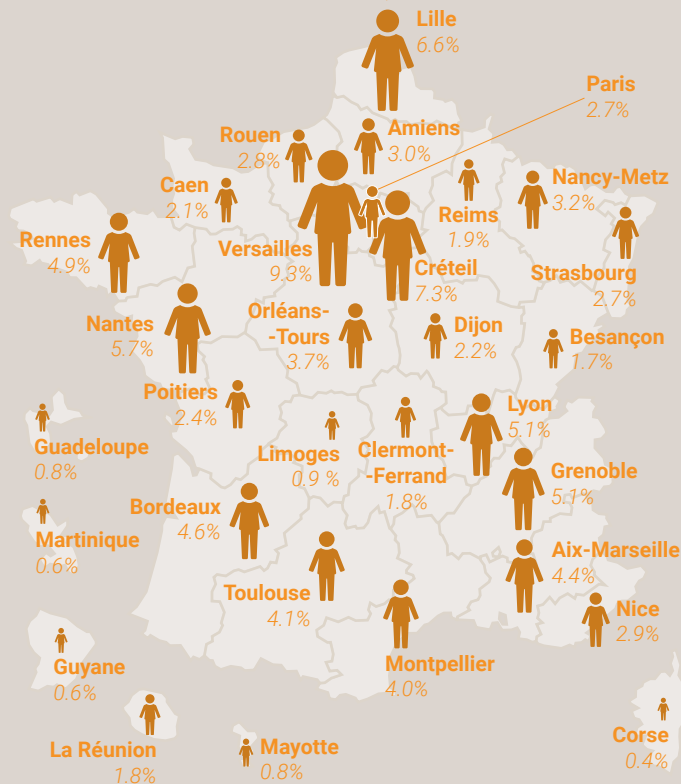 Lille
6.6%
Paris
2.7%
Rouen
2.8%
Amiens
3.0%
Caen
2.1%
Reims
1.9%
Nancy-Metz
3.2%
Rennes
4.9%
Versailles
9.3%
Créteil
7.3%
Strasbourg
2.7%
Nantes
5.7%
Orléans-
-Tours
3.7%
Dijon
2.2%
Besançon
1.7%
Poitiers
2.4%
Lyon
5.1%
Guadeloupe
0.8%
Limoges
0.9 %
Clermont-
-Ferrand
1.8%
Grenoble
5.1%
Bordeaux
4.6%
Martinique
0.6%
Aix-Marseille
4.4%
Toulouse
4.1%
Nice
2.9%
Montpellier
4.0%
Guyane
0.6%
La Réunion
1.8%
Mayotte
0.8%
Corse
0.4%